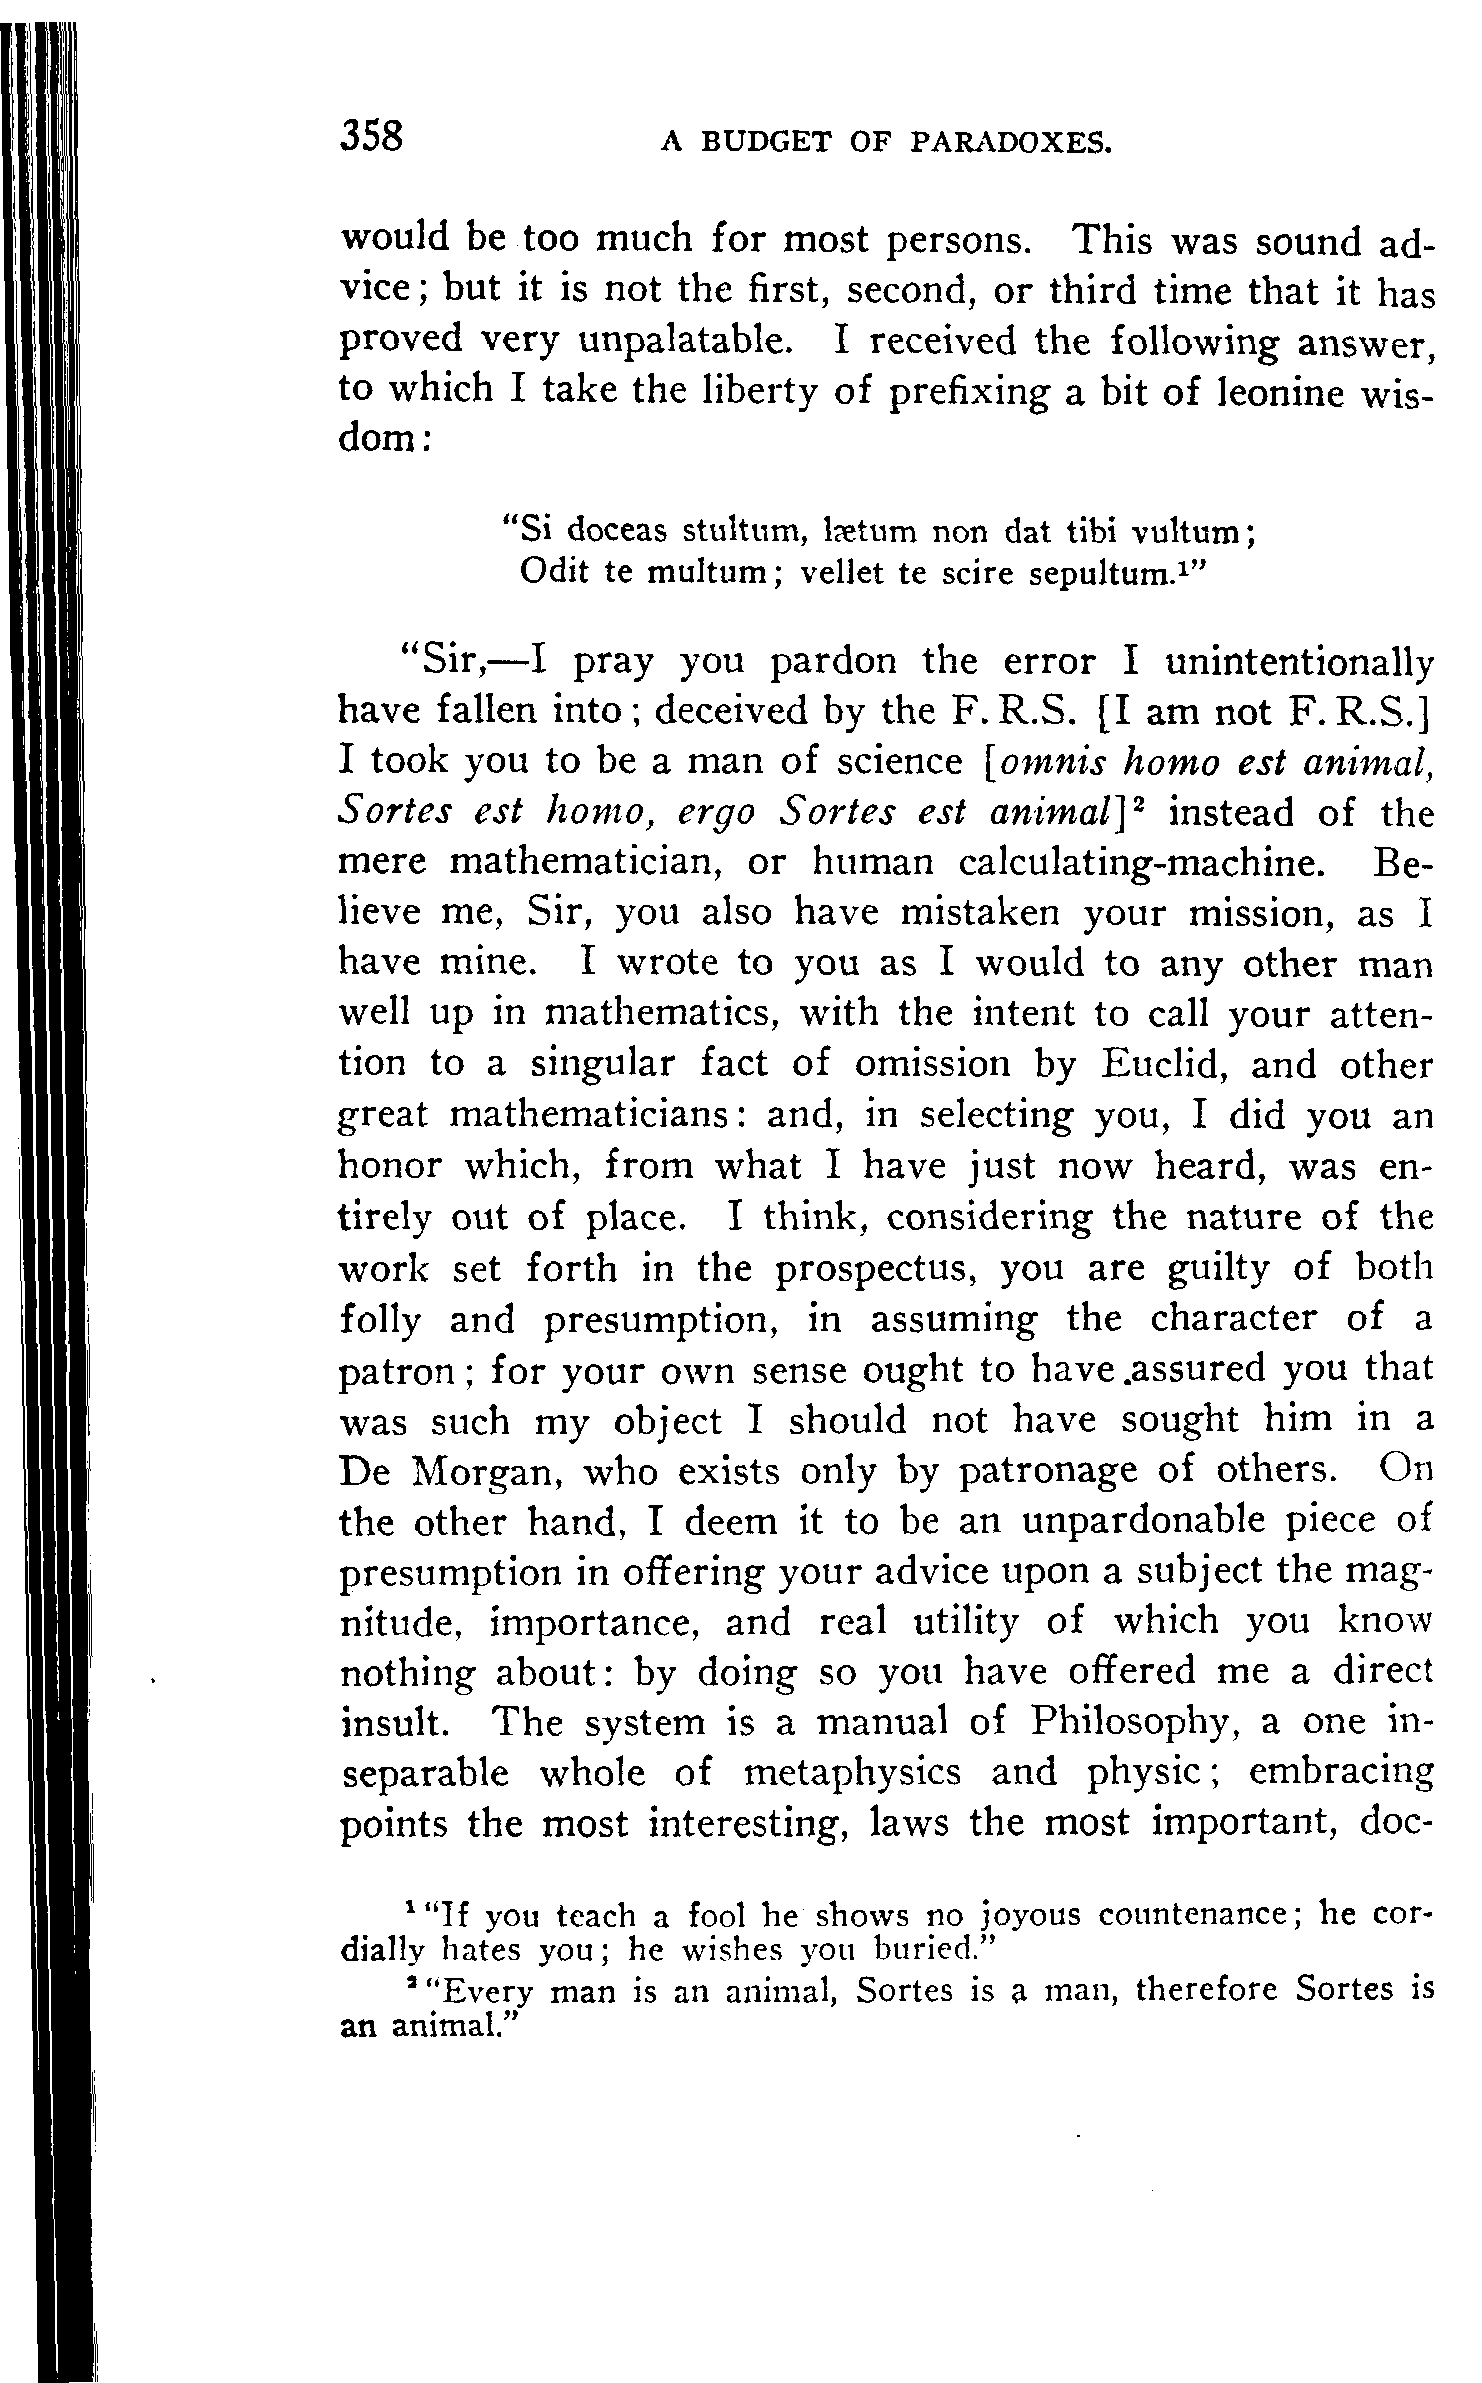 358 A BUDGET OF PARADOXES.
would be too much for most persons. This was sound ad-
vice; but it is not the first, second, or third time that it has
proved very unpalatable. I received the following answer,
to which I take the liberty of prefixing a bit of leonine wis-
dom:
"Si doceas stultum, lætum non dat tibi vultum;
Odit te multum; vellet te scire sepultum.¹"
"Sir,—I pray you pardon the error I unintentionally
have fallen into; deceived by the F. R.S. [I am not F. R.S.]
I took you to be a man of science [omnis homo est animal,
Sortes est homo, ergo Sortes est animal]² instead of the
mere mathematician, or human calculating-machine. Be-
lieve me, Sir, you also have mistaken your mission, as I
have mine. I wrote to you as I would to any other man
well up in mathematics, with the intent to call your atten-
tion to a singular fact of omission by Euclid, and other
great mathematicians: and, in selecting you, I did you an
honor which, from what I have just now heard, was en-
tirely out of place. I think, considering the nature of the
work set forth in the prospectus, you are guilty of both
folly and presumption, in assuming the character of a
patron; for your own sense ought to have assured you that
was such my object I should not have sought him in a
De Morgan, who exists only by patronage of others. On
the other hand, I deem it to be an unpardonable piece of
presumption in offering your advice upon a subject the mag-
nitude, importance, and real utility of which you know
nothing about: by doing so you have offered me a direct
insult. The system is a manual of Philosophy, a one in-
separable whole of metaphysics and physic; embracing
points the most interesting, laws the most important, doc-
¹ "If you teach a fool he shows no joyous countenance; he cor-
dially hates you; he wishes you buried."
² "Every man is an animal, Sortes is a man, therefore Sortes is
an animal."